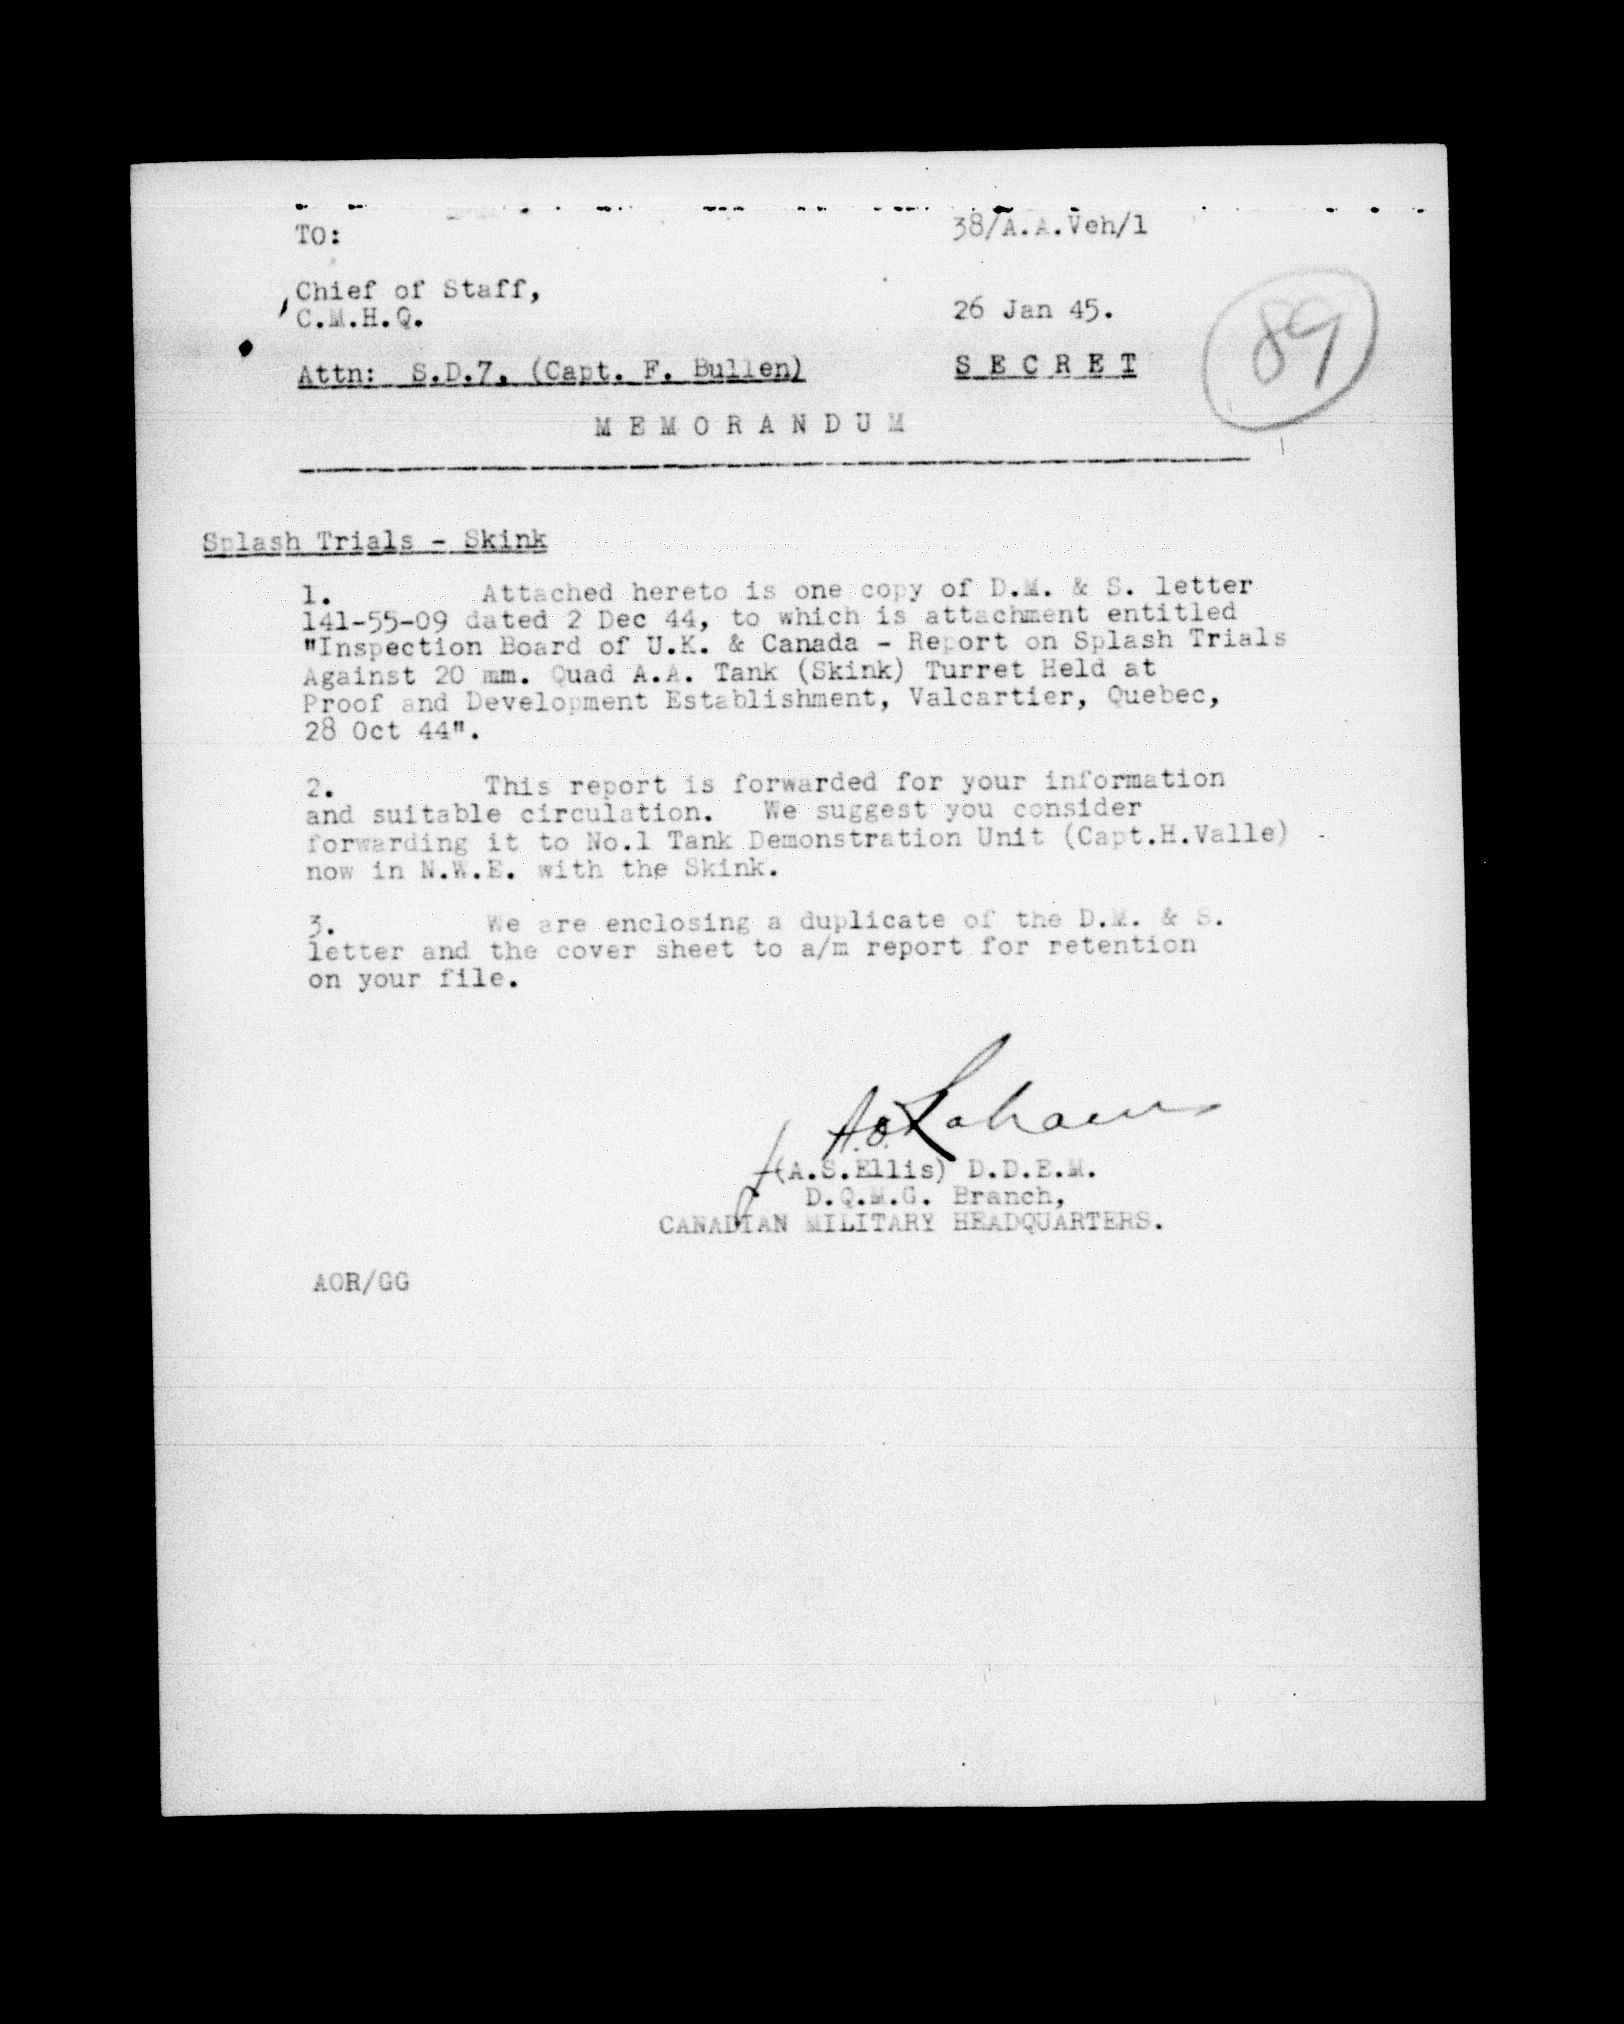 TO:
38/A.A.Veh/1
Chief of Staff,
C.M.H.Q.
26 Jan 45.
89
Attn: S.D.7. (Capt. F. Bullen)
S E C R E T
M E M O R A N D U M
Splash Trials - Skink
1. Attached hereto is one copy of D.M. & S. letter
141-55-09 dated 2 Dec 44, to which is attachment entitled
"Inspection Board of U.K. & Canada - Report on Splash Trials
Against 20 mm. Quad A.A. Tank (Skink) Turret Held at
Proof and Development Establishment, Valcartier, Quebec,
28 Oct 44".
2. This report is forwarded for your information
and suitable circulation. We suggest you consider
forwarding it to No.1 Tank Demonstration Unit (Capt.H.Valle)
now in N.W.E. with the Skink.
3. We are enclosing a duplicate of the D.M. & S.
letter and the cover sheet to a/m report for retention
on your file.
(A.S.Ellis) D.D.E.M.
D.Q.M.G. Branch,
CANADIAN MILITARY HEADQUARTERS.
AOR/GG